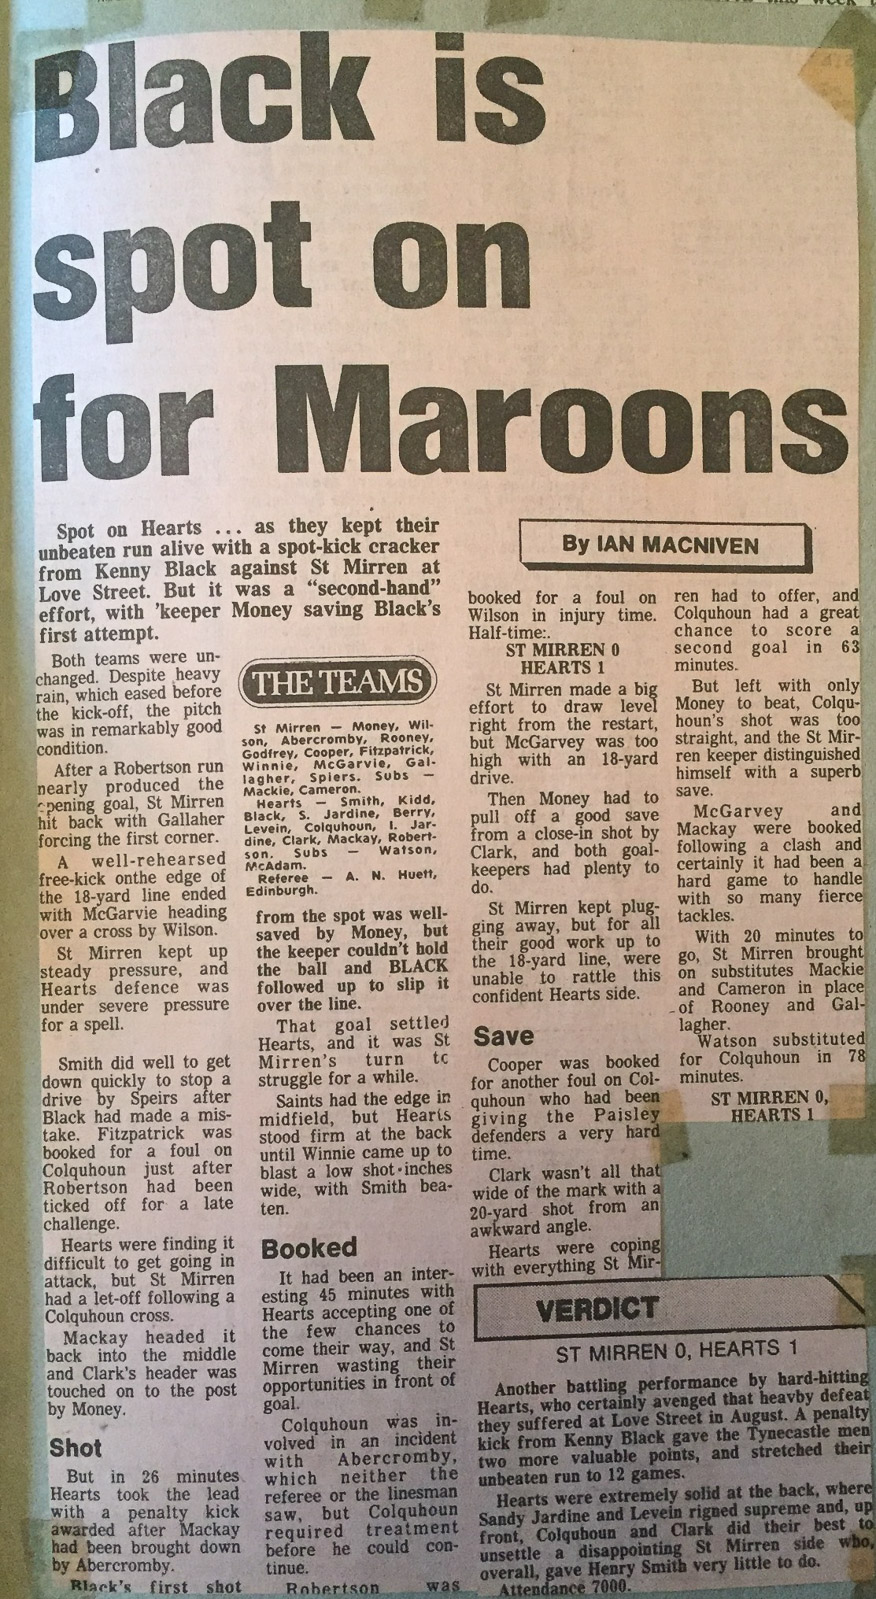 Black is
spot on
for Maroons
Spot on Hearts ... as they kept their
unbeaten run alive with a spot-kick cracker
from Kenny Black against St Mirren at
Love Street. But it was a “second-hand”
effort, with 'keeper Money saving Black's
first attempt.
Both teams were un-
changed. Despite heavy
rain, which eased before
the kick-off, the pitch
was in remarkably good
condition.
After a Robertson run
nearly produced the
opening goal, St Mirren
hit back with Gallaher
forcing the first corner.
A well-rehearsed
free-kick onthe edge of
the 18-yard line ended
with McGarvie heading
over a cross by Wilson.
St Mirren kept up
steady pressure, and
Hearts defence was
under severe pressure
for a spell.
Smith did well to get
down quickly to stop a
drive by Speirs after
Black had made a mis-
take. Fitzpatrick was
booked for a foul on
Colquhoun just after
Robertson had been
ticked off for a late
challenge.
Hearts were finding it
difficult to get going in
attack, but St Mirren
had a let-off following a
Colquhoun cross.
Mackay headed it
back into the middle
and Clark's header was
touched on to the post
by Money.
Shot
But in 26 minutes
Hearts took the lead
with a penalty kick
awarded after Mackay
had been brought down
by Abercromby.
Black's first shot
THE TEAMS
St Mirren — Money, Wil-
son, Abercromby, Rooney,
Godfrey, Cooper, Fitzpatrick,
Winnie, McGarvie, Gal-
lagher, Spiers. Subs —
Mackie, Cameron.
Hearts — Smith, Kidd,
Black, S. Jardine, Berry,
Levein, Colquhoun, I. Jar-
dine, Clark, Mackay, Robert-
son. Subs — Watson,
McAdam.
Referee — A. N. Huett,
Edinburgh.
from the spot was well-
saved by Money, but
the keeper couldn't hold
the ball and BLACK
followed up to slip it
over the line.
That goal settled
Hearts, and it was St
Mirren's turn to
struggle for a while.
Saints had the edge in
midfield, but Hearts
stood firm at the back
until Winnie came up to
blast a low shot inches
wide, with Smith bea-
ten.
Booked
It had been an inter-
esting 45 minutes with
Hearts accepting one of
the few chances to
come their way, and St
Mirren wasting their
opportunities in front of
goal.
Colquhoun was in-
volved in an incident
with Abercromby,
which neither the
referee or the linesman
saw, but Colquhoun
required treatment
before he could con-
tinue.
Robertson was
By IAN MACNIVEN
booked for a foul on
Wilson in injury time.
Half-time:.
ST MIRREN 0
HEARTS 1
St Mirren made a big
effort to draw level
right from the restart,
but McGarvey was too
high with an 18-yard
drive.
Then Money had to
pull off a good save
from a close-in shot by
Clark, and both goal-
keepers had plenty to
do.
St Mirren kept plug-
ging away, but for all
their good work up to
the 18-yard line, were
unable to rattle this
confident Hearts side.
Save
Cooper was booked
for another foul on Col-
quhoun who had been
giving the Paisley
defenders a very hard
time.
Clark wasn't all that
wide of the mark with a
20-yard shot from an
awkward angle.
Hearts were coping
with everything St Mir-
ren had to offer, and
Colquhoun had a great
chance to score a
second goal in 63
minutes.
But left with only
Money to beat, Colqu-
houn's shot was too
straight, and the St Mir-
ren keeper distinguished
himself with a superb
save.
McGarvey and
Mackay were booked
following a clash and
certainly it had been a
hard game to handle
with so many fierce
tackles.
With 20 minutes to
go, St Mirren brought
on substitutes Mackie
and Cameron in place
of Rooney and Gal-
lagher.
Watson substituted
for Colquhoun in 78
minutes.
ST MIRREN 0,
HEARTS 1
VERDICT
ST MIRREN 0, HEARTS 1
Another battling performance by hard-hitting
Hearts, who certainly avenged that heavby defeat
they suffered at Love Street in August. A penalty
kick from Kenny Black gave the Tynecastle men
two more valuable points, and stretched their
unbeaten run to 12 games.
Hearts were extremely solid at the back, where
Sandy Jardine and Levein rigned supreme and, up
front, Colquhoun and Clark did their best to
unsettle a disappointing St Mirren side who,
overall, gave Henry Smith very little to do.
Attendance 7000.